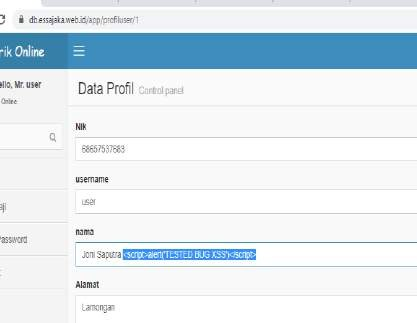 db.essajaka.web.id/app/profiluser/1
rik Online
ello, Mr. user
Online
Data Profil Control panel
Nik
68657537683
username
user
aji
Password
nama
Joni Saputra <script>alert('TESTED BUG XSS')</script>
Alamat
Lamongan